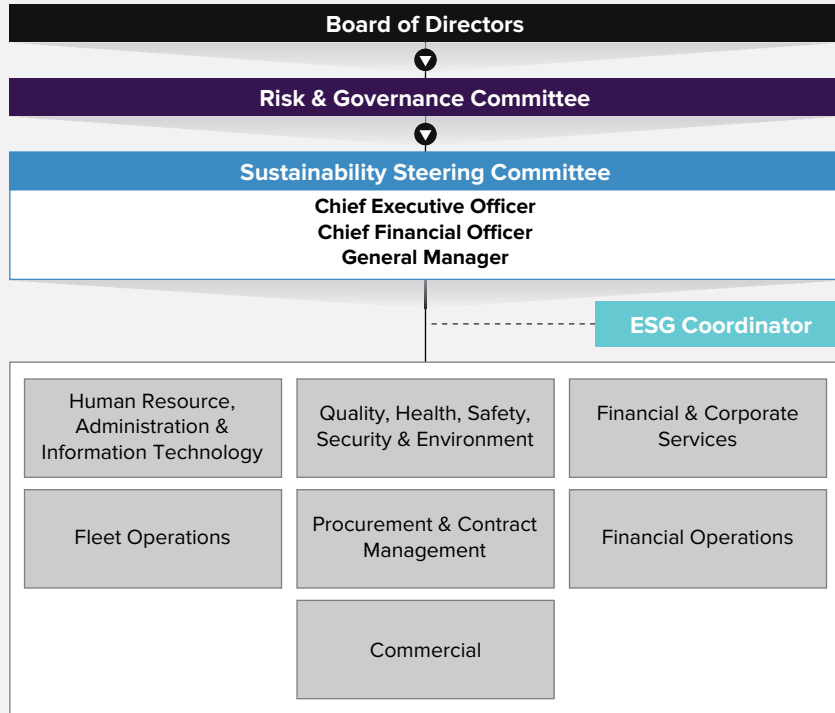 Board of Directors
Risk & Governance Committee
Sustainability Steering Committee
Chief Executive Officer
Chief Financial Officer
General Manager
ESG Coordinator
Human Resource,
Administration &
Information Technology
Quality, Health, Safety,
Security & Environment
Financial & Corporate
Services
Fleet Operations
Procurement & Contract
Management
Financial Operations
Commercial